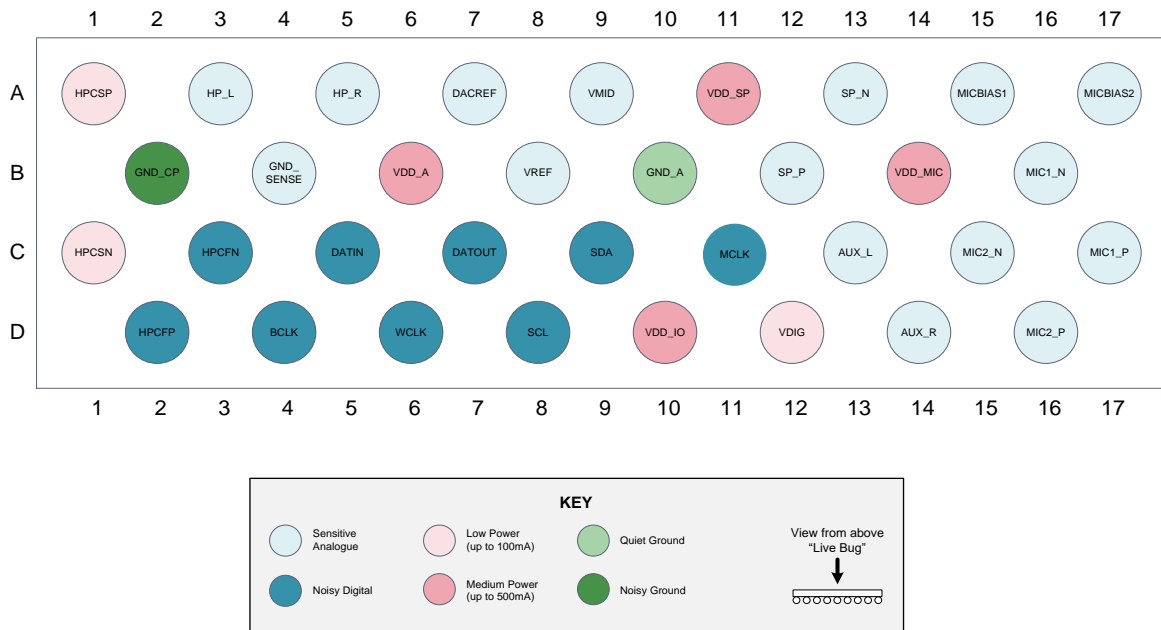 1 2 3 4 5 6 7 8 9 10 11 12 13 14 15 16 17
A HPCSP HP_L HP_R DACREF VMID VDD_SP SP_N MICBIAS1 MICBIAS2
B GND_CP GND_ VDD_A VREF GND_A SP_P VDD_MIC MIC1_N
SENSE
C HPCSN HPCFN DATIN DATOUT SDA MCLK AUX_L MIC2_N MIC1_P
D HPCFP BCLK WCLK SCL VDD_IO VDIG AUX_R MIC2_P
1 2 3 4 5 6 7 8 9 10 11 12 13 14 15 16 17
KEY
Sensitive
Analogue
Low Power
(up to 100mA)
Quiet Ground
View from above
“Live Bug”
Noisy Digital
Medium Power
(up to 500mA)
Noisy Ground